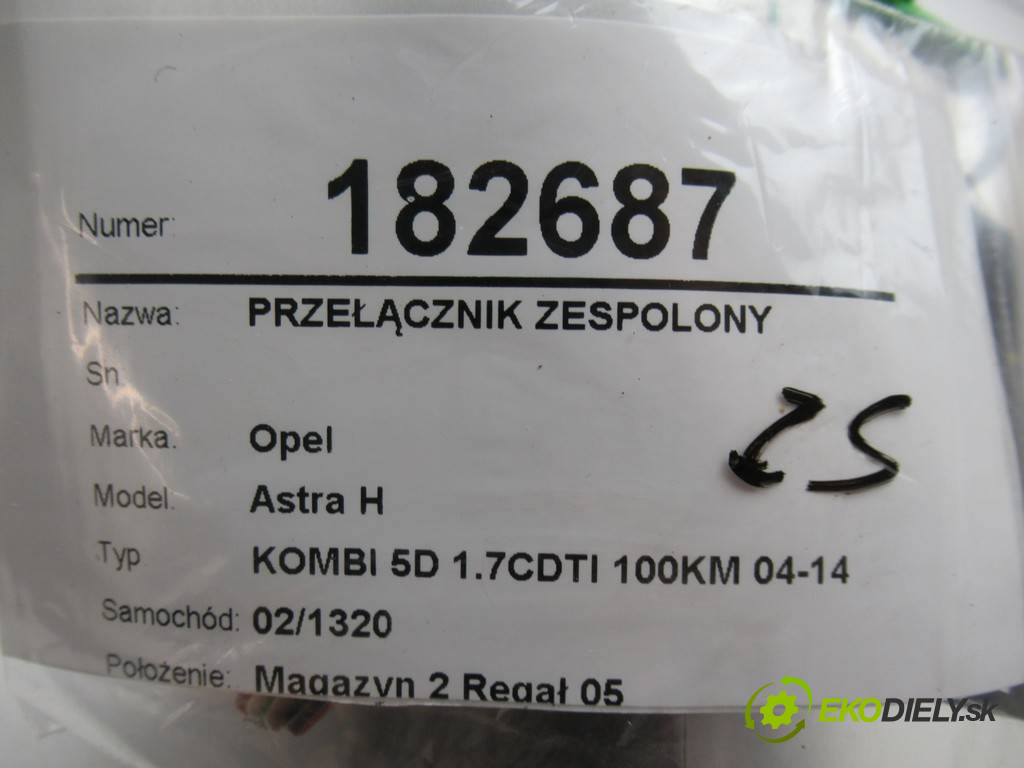 Numer: 182687
Nazwa: PRZEŁĄCZNIK ZESPOLONY
Sn
Marka: Opel
Model: Astra H
Typ KOMBI 5D 1.7CDTI 100KM 04-14
Samochód: 02/1320
Położenie: Magazyn 2 Regał 05
EKODIELY.sk